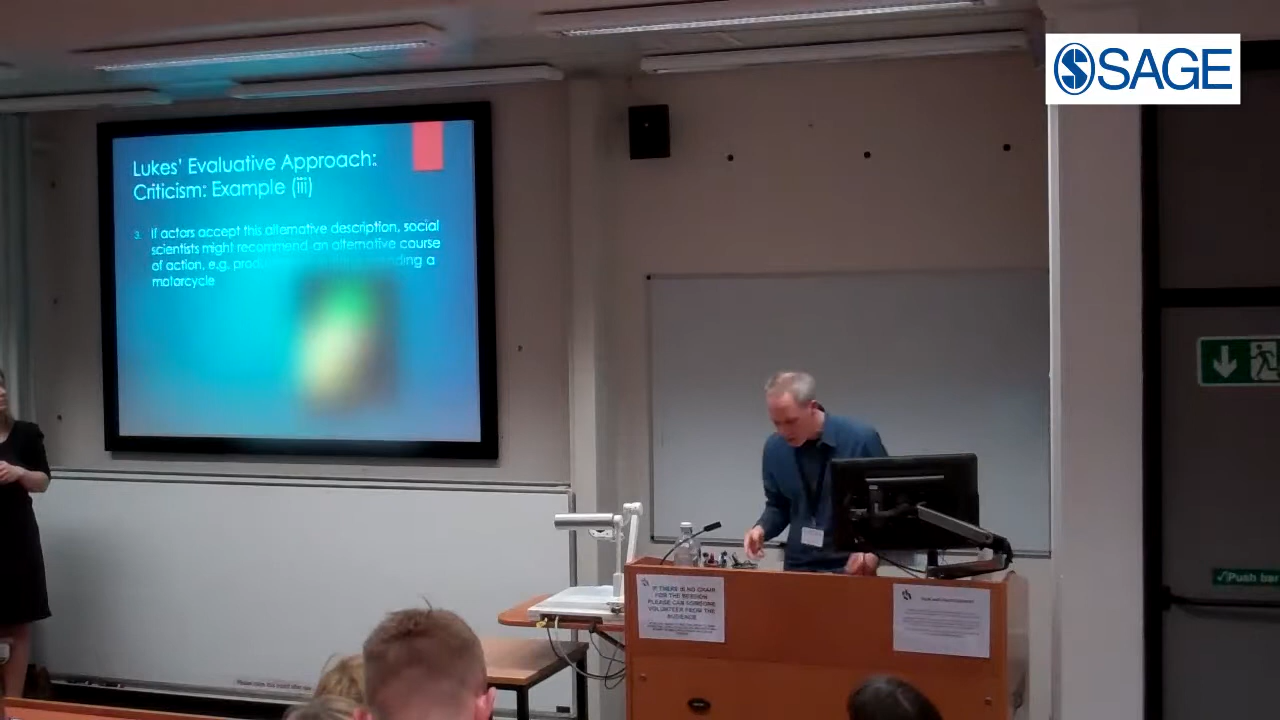 SAGE
Lukes' Evaluative Approach:
Criticism: Example (iii)
3. If actors accept this alternative description, social
scientists might recommend an alternative course
of action, e.g. a
motorcycle
IF THERE IS NO CHAIR
FOR THE SESSION
PLEASE CAN SOMEONE
VOLUNTEER FROM THE
AUDIENCE
Push bar